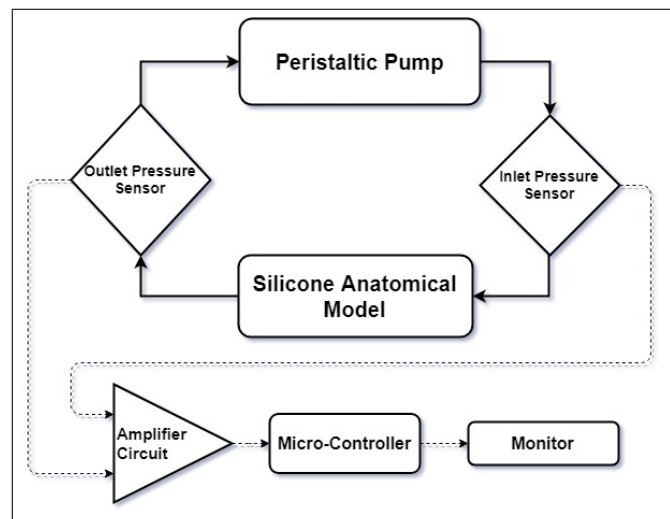 Peristaltic Pump
Outlet Pressure
Sensor
Inlet Pressure
Sensor
Silicone Anatomical
Model
Amplifier
Circuit
Micro-Controller
Monitor